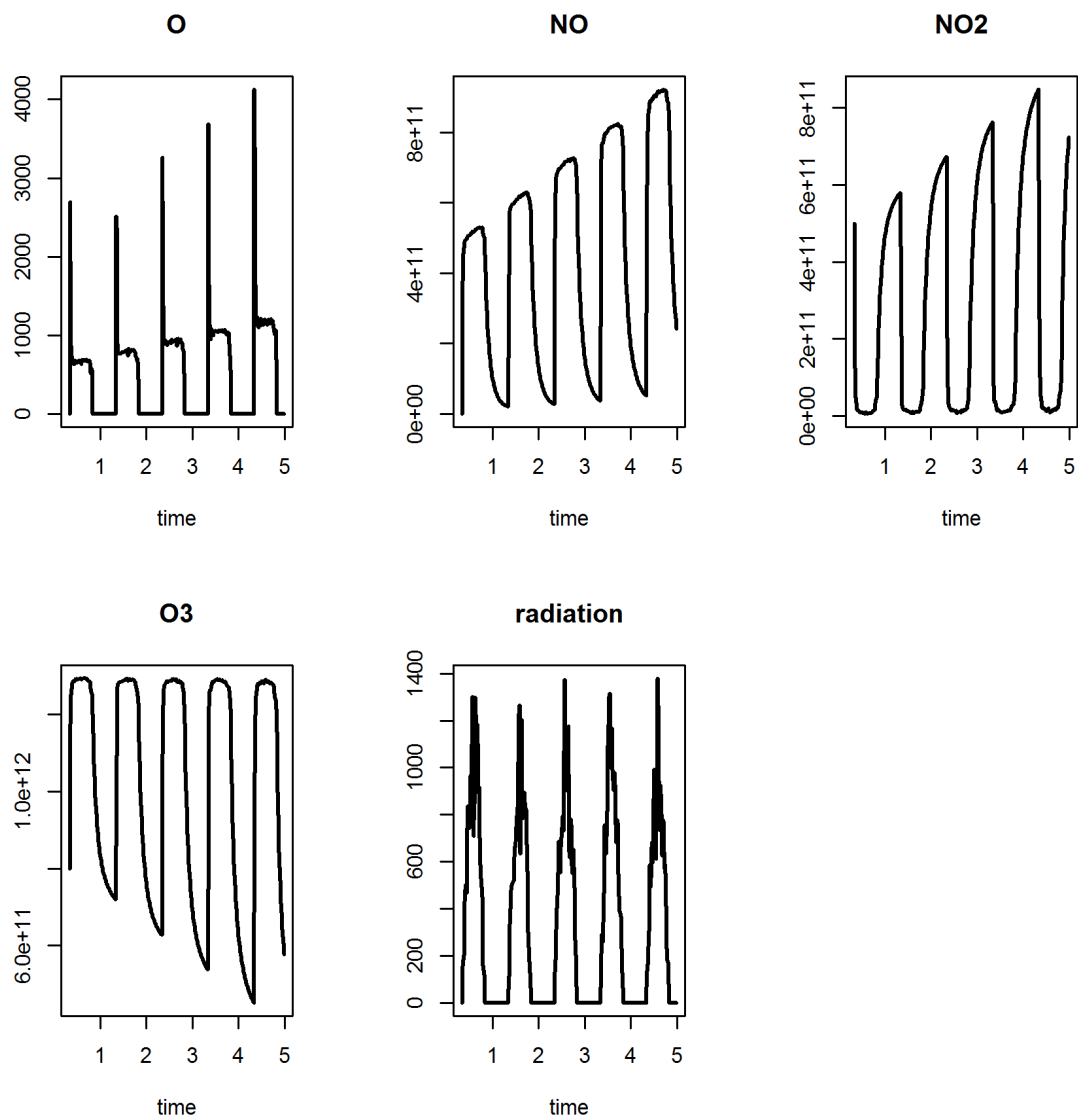 O NO NO2
4000
3000
2000
1000
0
1 2 3 4 5
time
8e+11
4e+11
0e+00
1 2 3 4 5
time
8e+11
6e+11
4e+11
2e+11
0e+00
1 2 3 4 5
time
O3 radiation
1.0e+12
6.0e+11
1 2 3 4 5
time
1400
1000
600
200
0
1 2 3 4 5
time